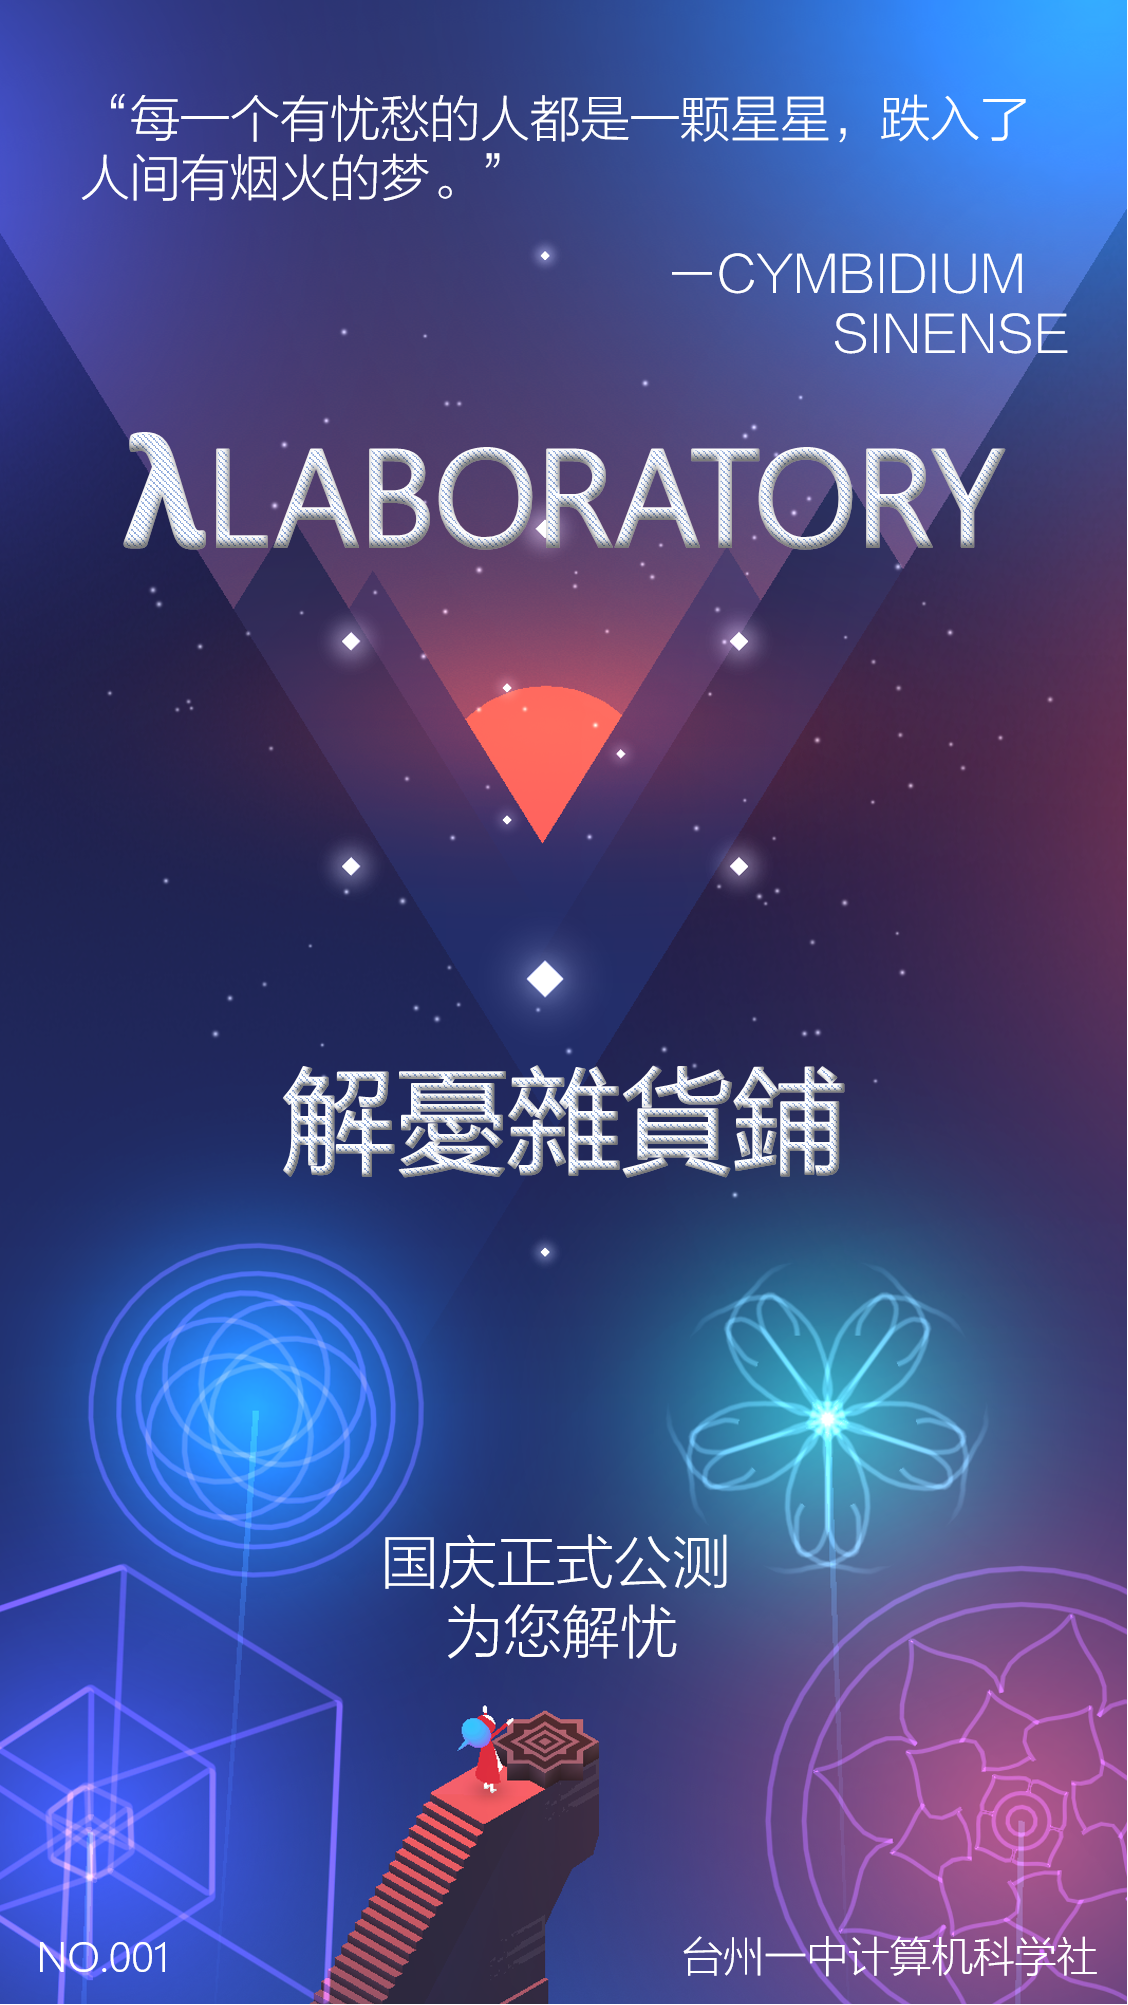 “每一个有忧愁的人都是一颗星星，跌入了
人间有烟火的梦。”
—CYMBIDIUM
SINENSE
λLABORATORY
解憂雜貨鋪
国庆正式公测
为您解忧
NO.001
台州一中计算机科学社